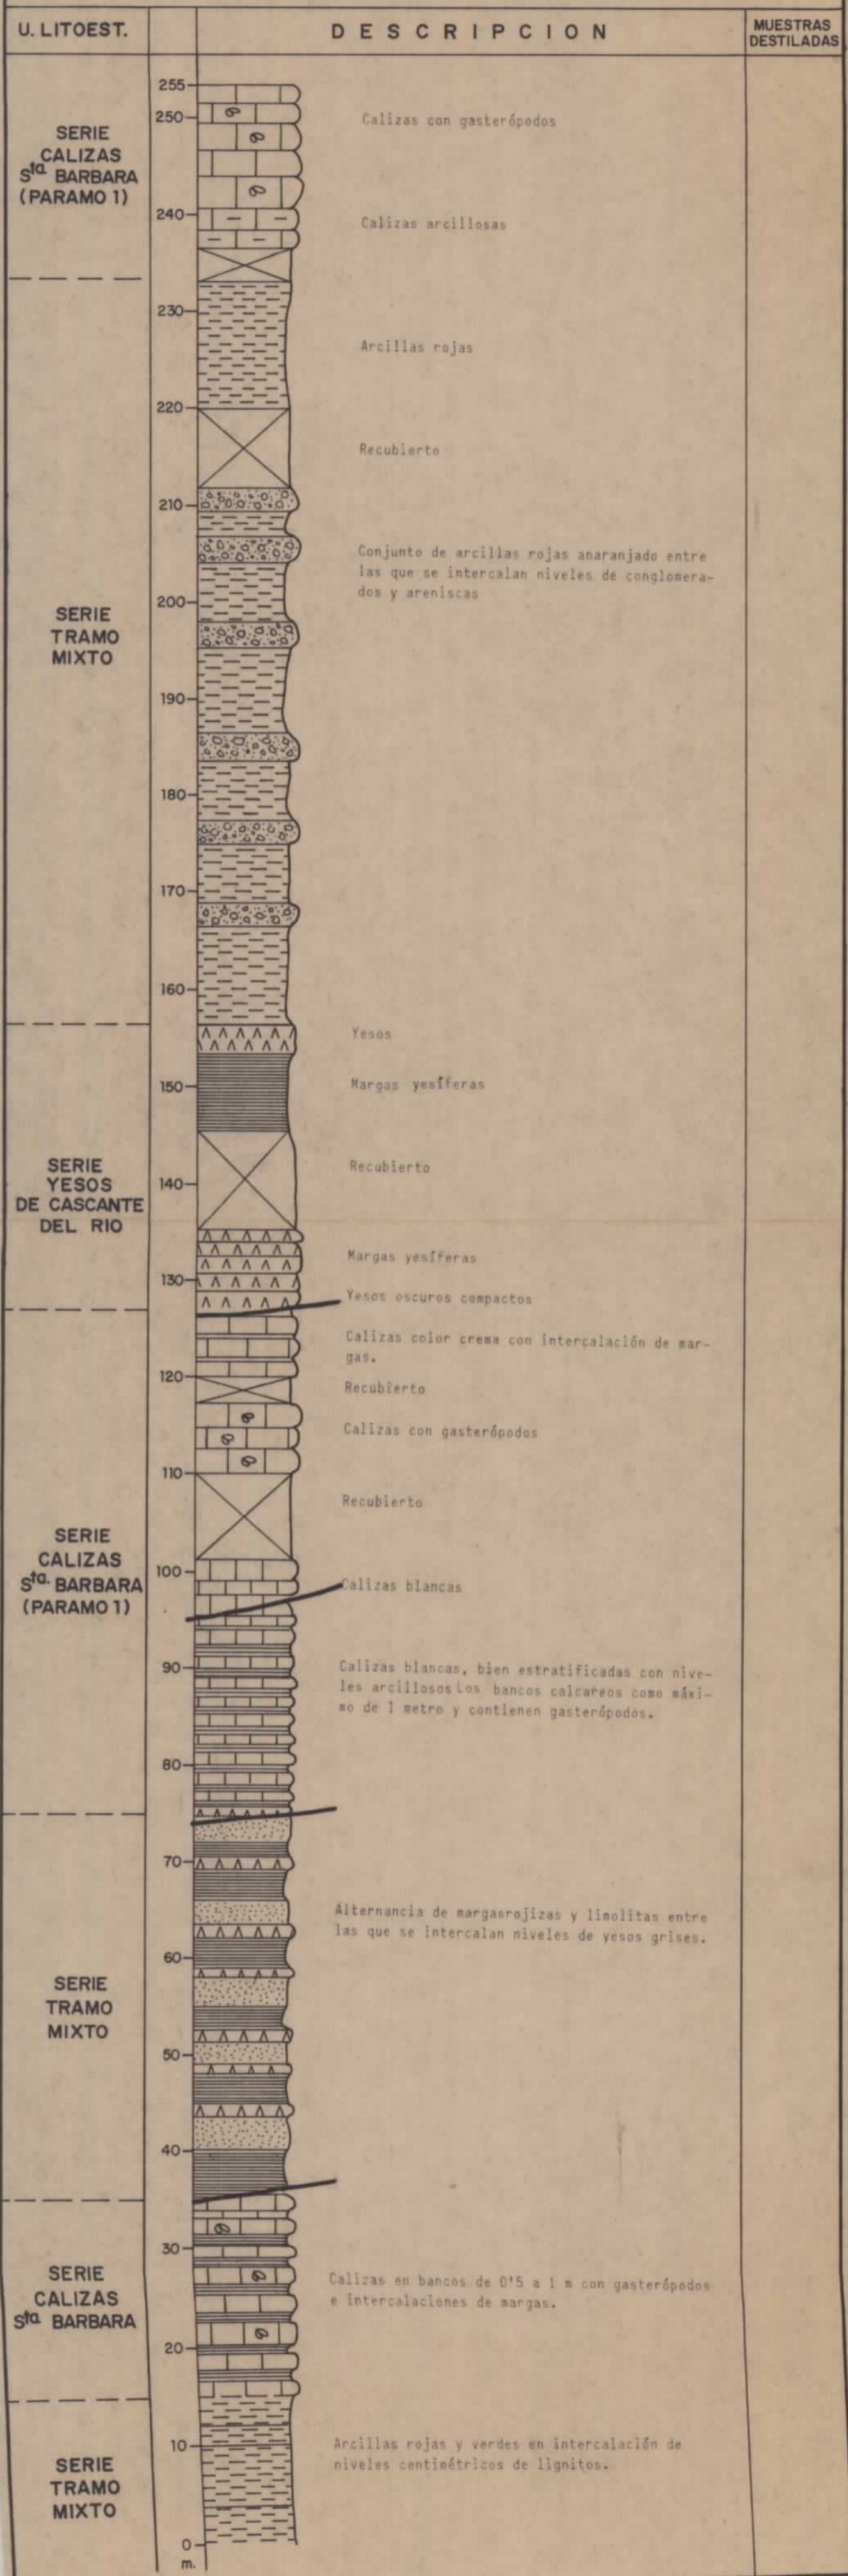 U. LITOEST.
DESCRIPCION
MUESTRAS
DESTILADAS
255
250
Calizas con gasterópodos
SERIE
CALIZAS
Sta BARBARA
(PARAMO 1)
240
Calizas arcillosas
230
Arcillas rojas
220
Recubierto
210
Conjunto de arcillas rojas anaranjado entre
las que se intercalan niveles de conglomera-
dos y areniscas
200
SERIE
TRAMO
MIXTO
190
180
170
160
Yesos
150
Margas yesíferas
SERIE
YESOS
DE CASCANTE
DEL RIO
140
Recubierto
Margas yesíferas
130
Yesos oscuros compactos
Calizas color crema con intercalación de mar-
gas.
120
Recubierto
Calizas con gasterópodos
110
Recubierto
SERIE
CALIZAS
Sta. BARBARA
(PARAMO 1)
100
Calizas blancas
90
Calizas blancas, bien estratificadas con nive-
les arcillososLos bancos calcareos como máxi-
mo de 1 metro y contienen gasterópodos.
80
70
Alternancia de margasrojizas y limolitas entre
las que se intercalan niveles de yesos grises.
60
SERIE
TRAMO
MIXTO
50
40
30
SERIE
CALIZAS
Sta BARBARA
Calizas en bancos de 0'5 a 1 m con gasterópodos
e intercalaciones de margas.
20
10
Arcillas rojas y verdes en intercalación de
niveles centimétricos de lignitos.
SERIE
TRAMO
MIXTO
0
m.